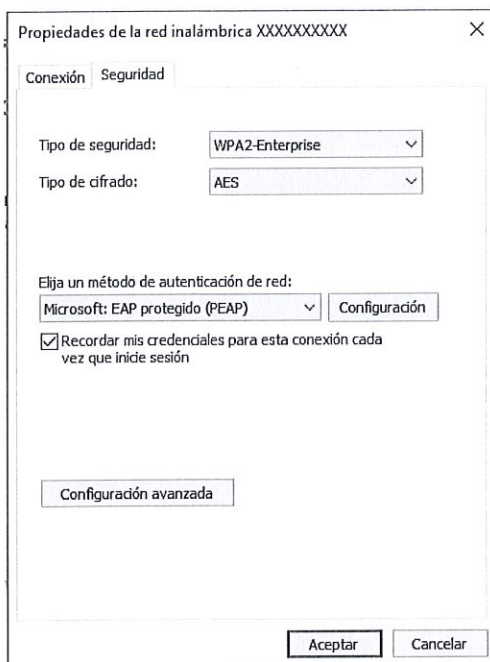 Propiedades de la red inalámbrica XXXXXXXXXX
Conexión
Seguridad
Tipo de seguridad:
WPA2-Enterprise
Tipo de cifrado:
AES
Elija un método de autenticación de red:
Microsoft: EAP protegido (PEAP)
Configuración
Recordar mis credenciales para esta conexión cada
vez que inicie sesión
Configuración avanzada
Aceptar
Cancelar